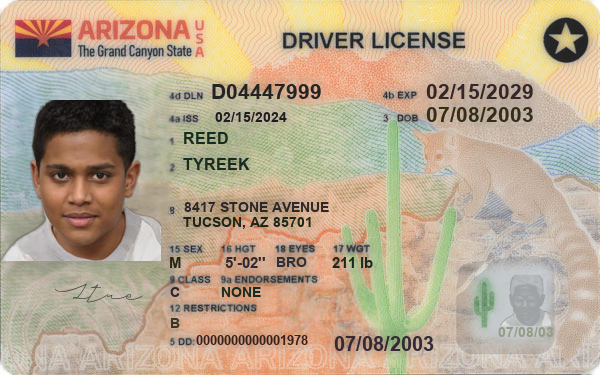 ARIZONA USA
The Grand Canyon State
DRIVER LICENSE
4d DLN D04447999 4b EXP 02/15/2029
4a ISS 02/15/2024 3 DOB 07/08/2003
1 REED
2 TYREEK
8 8417 STONE AVENUE
TUCSON, AZ 85701
15 SEX 16 HGT 18 EYES 17 WGT
M 5'-02" BRO 211 lb
9 CLASS 9a ENDORSEMENTS
C NONE
12 RESTRICTIONS
B
5 DD: 0000000000001978
07/08/2003
07/08/03
ARIZONA ARIZONA ARIZONA ARIZONA